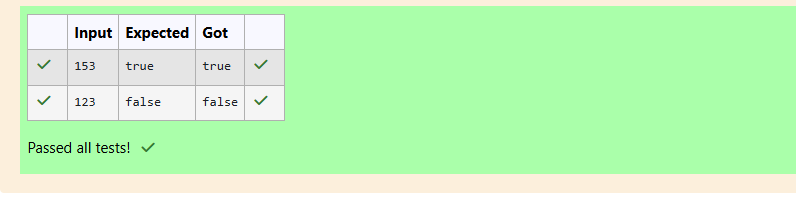 Input Expected Got
153 true true
123 false false
Passed all tests!